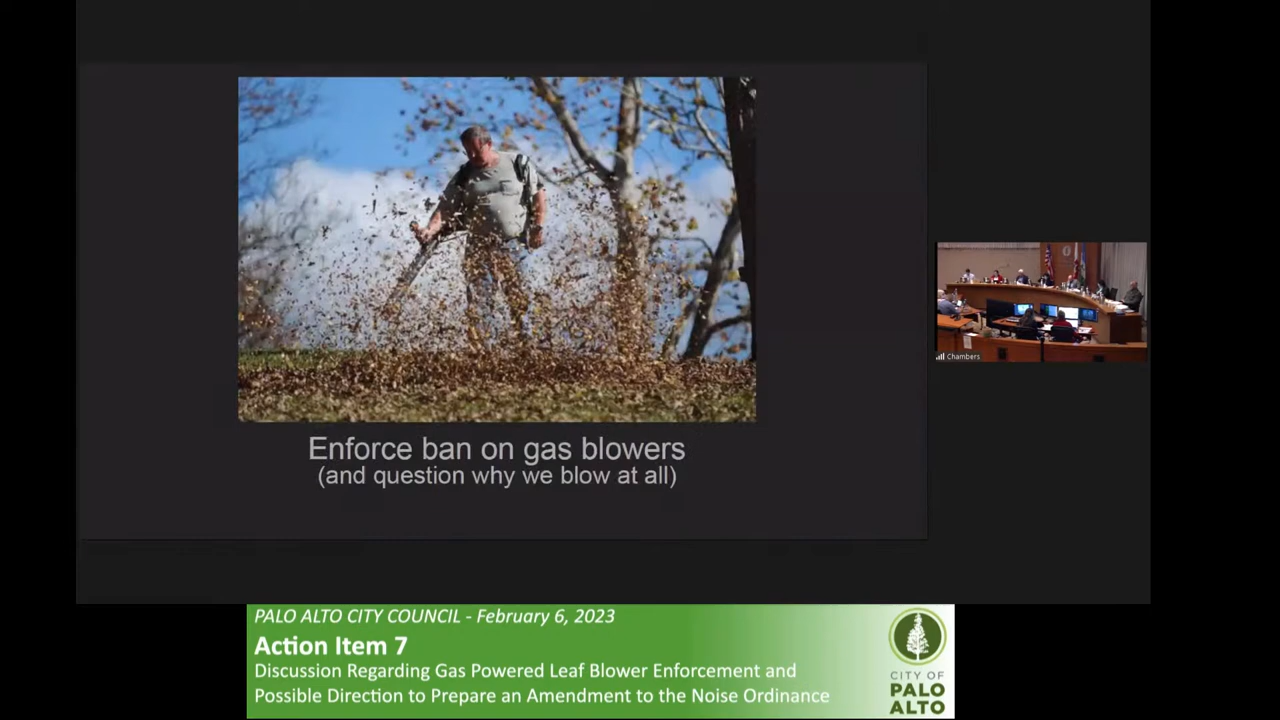 Enforce ban on gas blowers
(and question why we blow at all)
Chambers
PALO ALTO CITY COUNCIL - February 6, 2023
Action Item 7
Discussion Regarding Gas Powered Leaf Blower Enforcement and
Possible Direction to Prepare an Amendment to the Noise Ordinance
CITY OF
PALO
ALTO